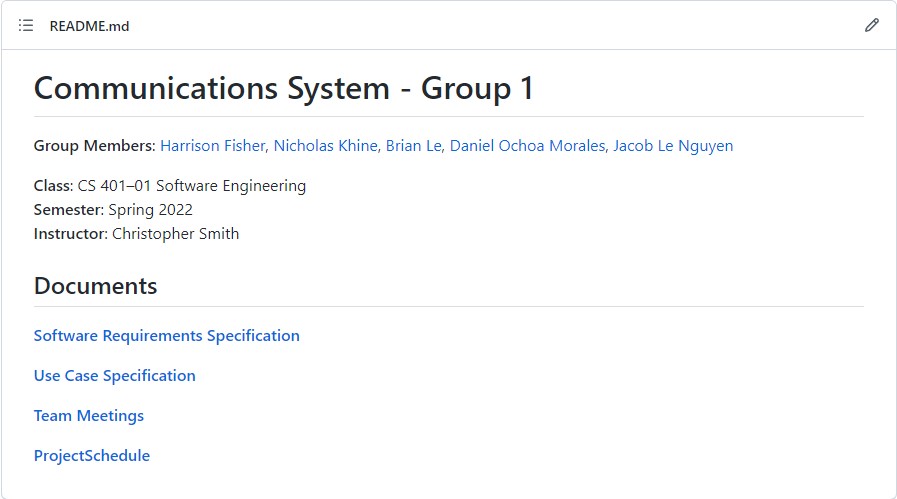 README.md
Communications System - Group 1
Group Members: Harrison Fisher, Nicholas Khine, Brian Le, Daniel Ochoa Morales, Jacob Le Nguyen
Class: CS 401–01 Software Engineering
Semester: Spring 2022
Instructor: Christopher Smith
Documents
Software Requirements Specification
Use Case Specification
Team Meetings
ProjectSchedule